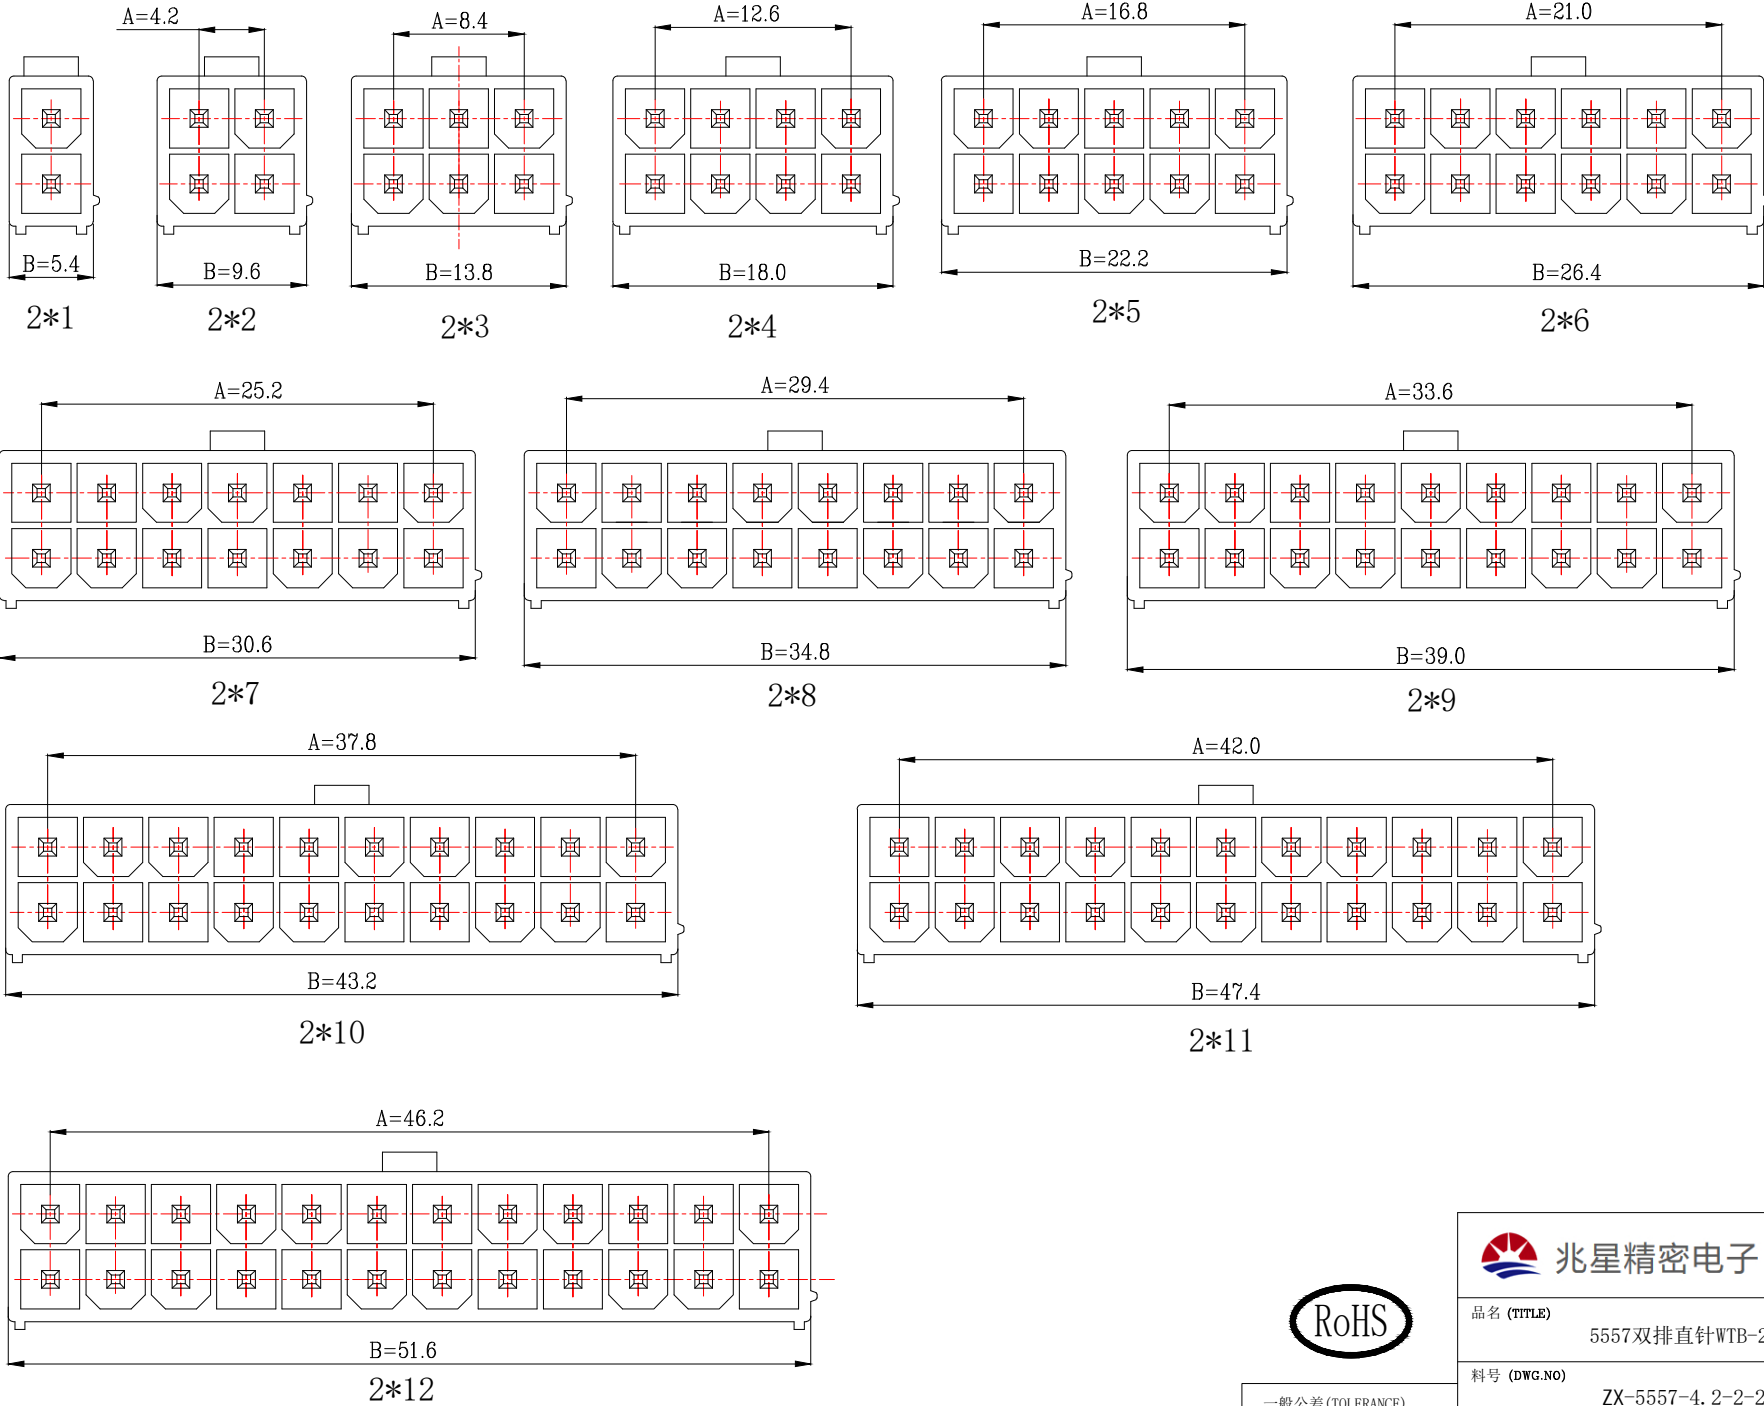 A=4.2
A=8.4
A=12.6
A=16.8
A=21.0
B=5.4
B=9.6
B=13.8
B=18.0
B=22.2
B=26.4
2*1
2*2
2*3
2*4
2*5
2*6
A=25.2
A=29.4
A=33.6
B=30.6
B=34.8
B=39.0
2*7
2*8
2*9
A=37.8
A=42.0
B=43.2
B=47.4
2*10
2*11
A=46.2
B=51.6
2*12
RoHS
兆星精密电子
品名 (TITLE)
5557双排直针WTB-2
料号 (DWG.NO)
ZX-5557-4.2-2-2
一般公差(TOLERANCE)